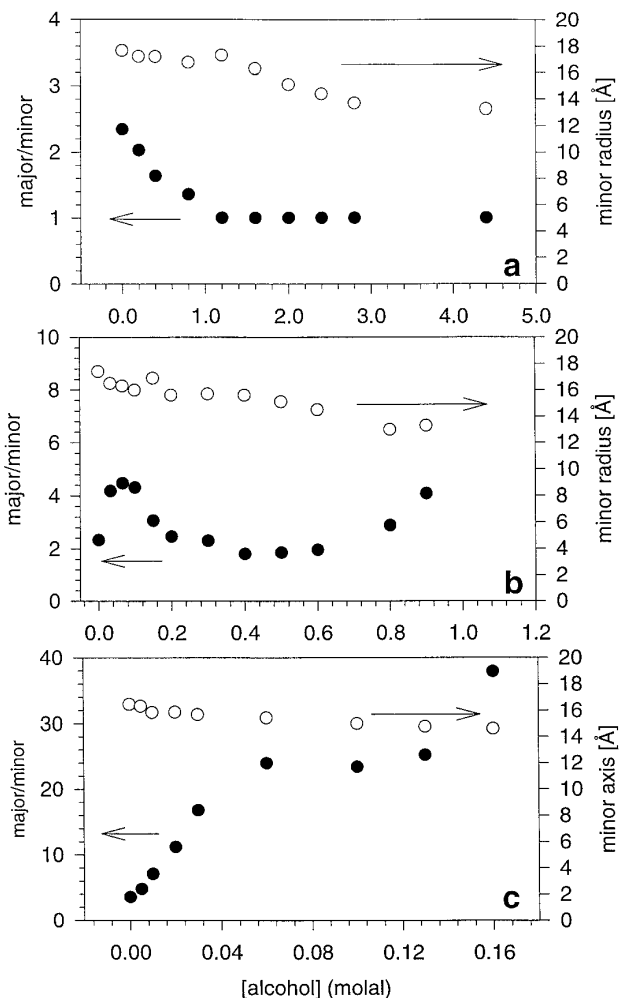 4 20
18
3 16
14
12
2 10
8
1 6
4
2
0 0
major/minor
minor radius [Å]
a
0.0 1.0 2.0 3.0 4.0 5.0
10 20
18
8 16
14
6 12
10
4 8
6
2 4
2
0 0
major/minor
minor radius [Å]
b
0.0 0.2 0.4 0.6 0.8 1.0 1.2
40 20
18
30 16
14
12
20 10
8
10 6
4
2
0 0
major/minor
minor axis [Å]
c
0.00 0.04 0.08 0.12 0.16
[alcohol] (molal)